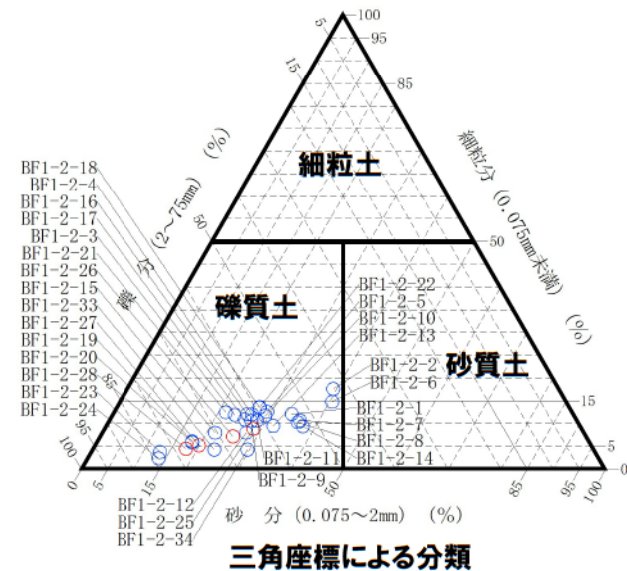 100
5
95
15
85
細粒分 (0.075mm未満) (%)
礫 分 (2～75mm) (%)
細粒土
50
50
BF1-2-18
BF1-2-4
BF1-2-16
BF1-2-17
BF1-2-3
BF1-2-21
BF1-2-26
BF1-2-15
BF1-2-33
BF1-2-27
BF1-2-19
BF1-2-20
BF1-2-28
BF1-2-23
BF1-2-24
礫質土
BF1-2-22
BF1-2-5
BF1-2-10
BF1-2-13
砂質土
BF1-2-2
BF1-2-6
BF1-2-1
BF1-2-7
BF1-2-8
BF1-2-14
BF1-2-11
BF1-2-9
85
95
100
15
5
0
5
15
50
85
95
100
BF1-2-12
BF1-2-25
BF1-2-34
砂 分 (0.075～2mm) (%)
三角座標による分類